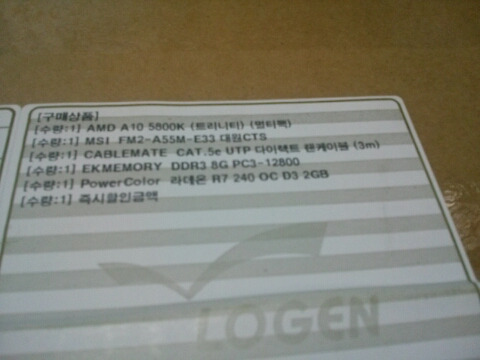 [구매상품]
[수량:1] AMD A10 5800K (트리니티) (멀티팩)
[수량:1] MSI FM2-A55M-E33 대원CTS
[수량:1] CABLEMATE CAT.5e UTP 다이렉트 랜케이블 (3m)
[수량:1] EKMEMORY DDR3 8G PC3-12800
[수량:1] PowerColor 라데온 R7 240 OC D3 2GB
[수량:1] 즉시할인금액
LOGEN